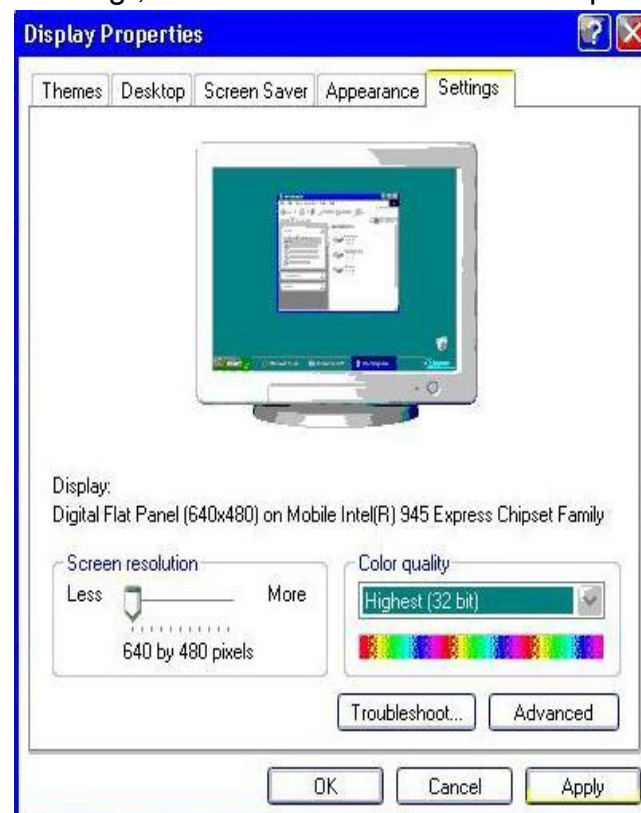 Display Properties
Themes Desktop Screen Saver Appearance Settings
Display:
Digital Flat Panel (640x480) on Mobile Intel(R) 945 Express Chipset Family
Screen resolution
Less More
640 by 480 pixels
Color quality
Highest (32 bit)
Troubleshoot... Advanced
OK Cancel Apply